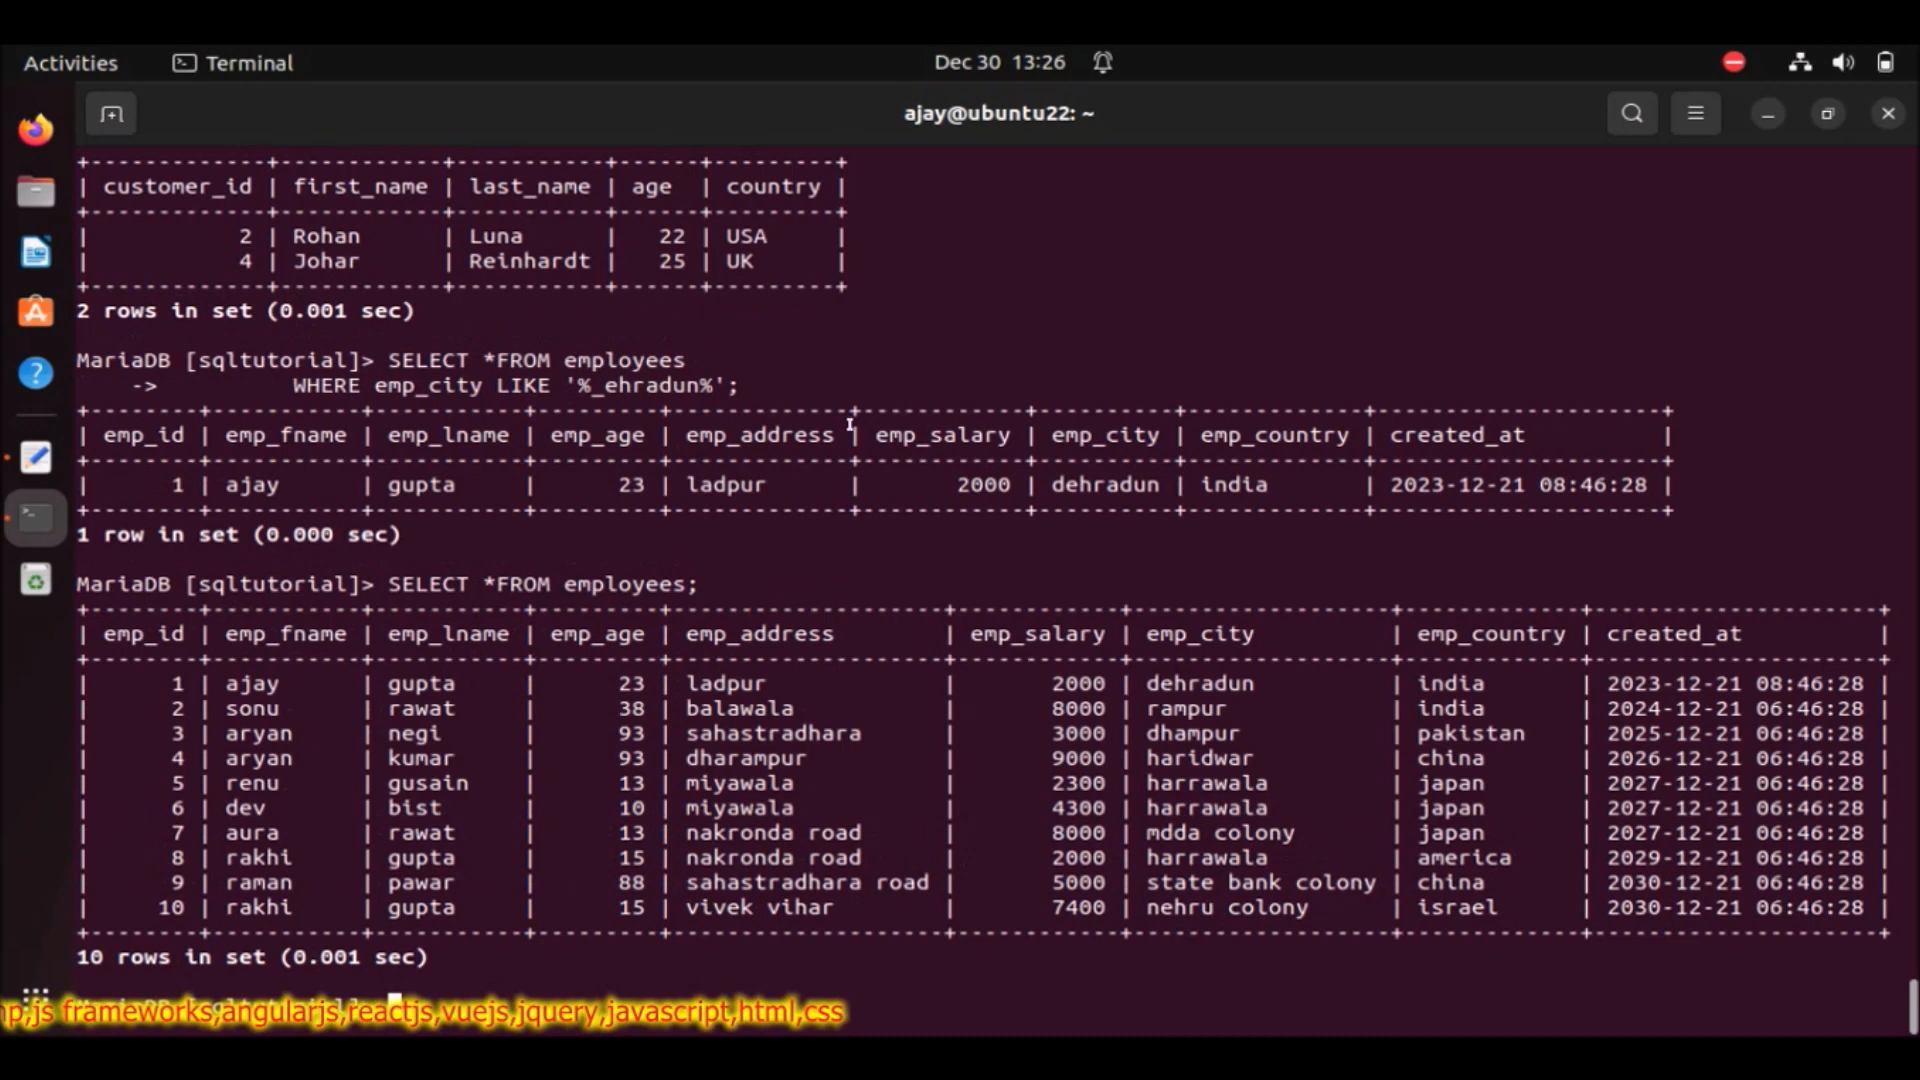 Activities Terminal Dec 30 13:26
ajay@ubuntu22: ~
+-------------+------------+-----------+------+---------+
| customer_id | first_name | last_name | age  | country |
+-------------+------------+-----------+------+---------+
|           2 | Rohan      | Luna      |   22 | USA     |
|           4 | Johar      | Reinhardt |   25 | UK      |
+-------------+------------+-----------+------+---------+
2 rows in set (0.001 sec)
MariaDB [sqltutorial]> SELECT *FROM employees
    ->          WHERE emp_city LIKE '%_ehradun%';
+--------+-----------+-----------+---------+-------------+------------+----------+-------------+---------------------+
| emp_id | emp_fname | emp_lname | emp_age | emp_address | emp_salary | emp_city | emp_country | created_at          |
+--------+-----------+-----------+---------+-------------+------------+----------+-------------+---------------------+
|      1 | ajay      | gupta     |      23 | ladpur      |       2000 | dehradun | india       | 2023-12-21 08:46:28 |
+--------+-----------+-----------+---------+-------------+------------+----------+-------------+---------------------+
1 row in set (0.000 sec)
MariaDB [sqltutorial]> SELECT *FROM employees;
+--------+-----------+-----------+---------+--------------------+------------+-------------------+-------------+---------------------+
| emp_id | emp_fname | emp_lname | emp_age | emp_address        | emp_salary | emp_city          | emp_country | created_at          |
+--------+-----------+-----------+---------+--------------------+------------+-------------------+-------------+---------------------+
|      1 | ajay      | gupta     |      23 | ladpur             |       2000 | dehradun          | india       | 2023-12-21 08:46:28 |
|      2 | sonu      | rawat     |      38 | balawala           |       8000 | rampur            | india       | 2024-12-21 06:46:28 |
|      3 | aryan     | negi      |      93 | sahastradhara      |       3000 | dhampur           | pakistan    | 2025-12-21 06:46:28 |
|      4 | aryan     | kumar     |      93 | dharampur          |       9000 | haridwar          | china       | 2026-12-21 06:46:28 |
|      5 | renu      | gusain    |      13 | miyawala           |       2300 | harrawala         | japan       | 2027-12-21 06:46:28 |
|      6 | dev       | bist      |      10 | miyawala           |       4300 | harrawala         | japan       | 2027-12-21 06:46:28 |
|      7 | aura      | rawat     |      13 | nakronda road      |       8000 | mdda colony       | japan       | 2027-12-21 06:46:28 |
|      8 | rakhi     | gupta     |      15 | nakronda road      |       2000 | harrawala         | america     | 2029-12-21 06:46:28 |
|      9 | raman     | pawar     |      88 | sahastradhara road |       5000 | state bank colony | china       | 2030-12-21 06:46:28 |
|     10 | rakhi     | gupta     |      15 | vivek vihar        |       7400 | nehru colony      | israel      | 2030-12-21 06:46:28 |
+--------+-----------+-----------+---------+--------------------+------------+-------------------+-------------+---------------------+
10 rows in set (0.001 sec)
js frameworks,angularjs,reactjs,vuejs,jquery,javascript,html,css